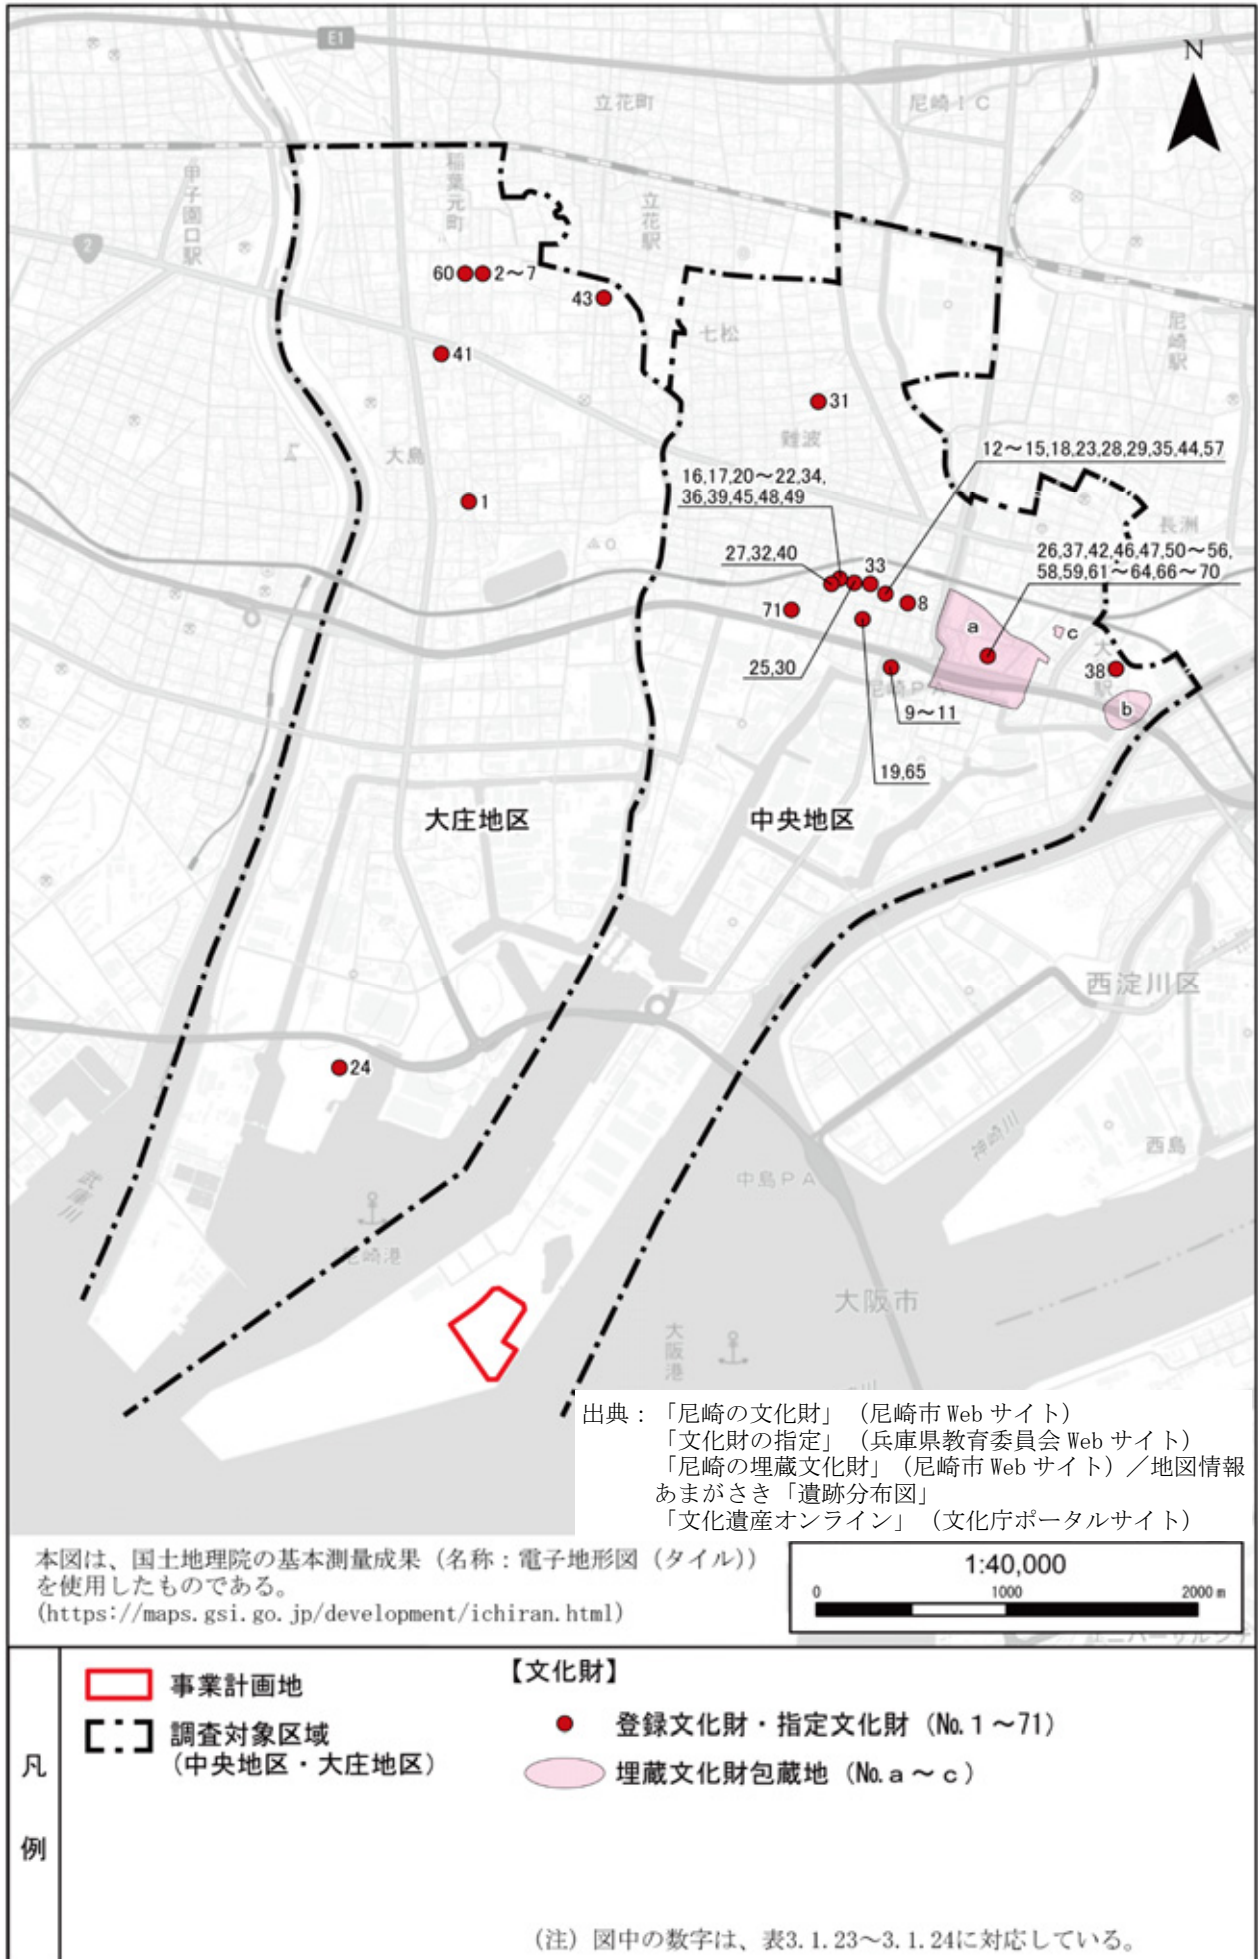 E1
N
立花町
尼崎IC
甲子園口駅
稲葉元町
立花駅
2
60
2～7
43
七松
尼崎駅
41
31
難波
大島
12～15,18,23,28,29,35,44,57
16,17,20～22,34,
36,39,45,48,49
1
長洲
26,37,42,46,47,50～56,
58,59,61～64,66～70
27,32,40
33
71
8
a
c
25,30
38
尼崎PA
b
9～11
19,65
大庄地区
中央地区
西淀川区
24
神崎川
西島
中島PA
武庫川
尼崎港
大阪市
大阪港
出典：「尼崎の文化財」（尼崎市Webサイト）
「文化財の指定」（兵庫県教育委員会Webサイト）
「尼崎の埋蔵文化財」（尼崎市Webサイト）／地図情報
あまがさき「遺跡分布図」
「文化遺産オンライン」（文化庁ポータルサイト）
本図は、国土地理院の基本測量成果（名称：電子地形図（タイル））
を使用したものである。
(https://maps.gsi.go.jp/development/ichiran.html)
1:40,000
0 1000 2000m
凡例
事業計画地
調査対象区域
（中央地区・大庄地区）
【文化財】
登録文化財・指定文化財（No.1～71）
埋蔵文化財包蔵地（No.a～c）
（注）図中の数字は、表3.1.23～3.1.24に対応している。